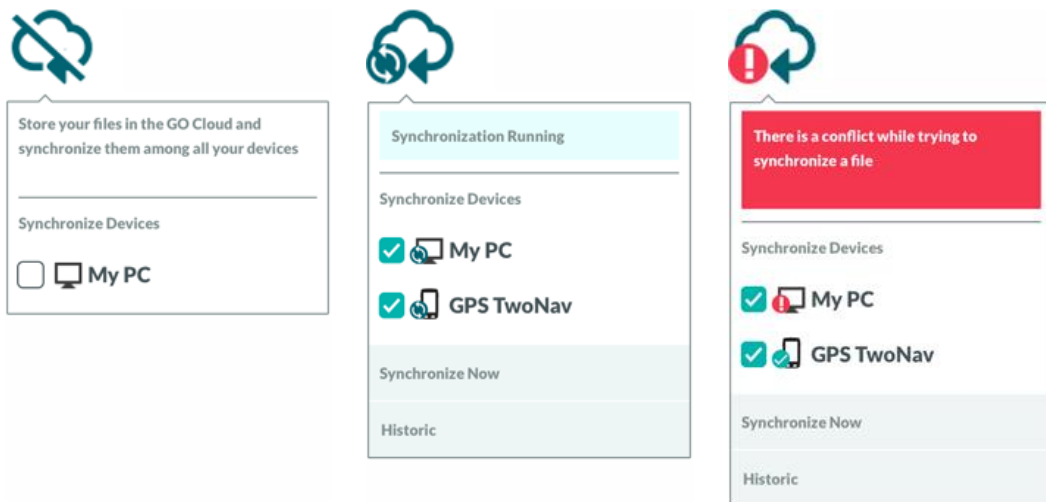 Store your files in the GO Cloud and
synchronize them among all your devices
Synchronize Devices
My PC
Synchronization Running
Synchronize Devices
My PC
GPS TwoNav
Synchronize Now
Historic
There is a conflict while trying to
synchronize a file
Synchronize Devices
My PC
GPS TwoNav
Synchronize Now
Historic